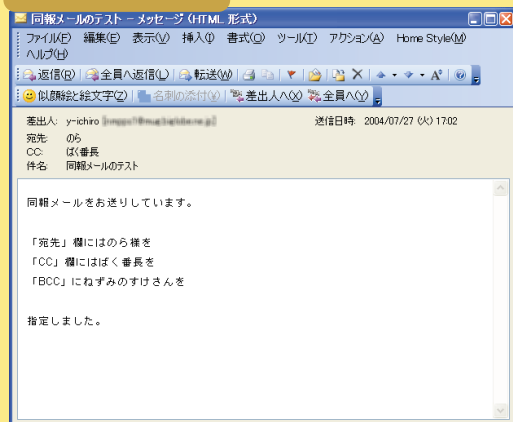 同報メールのテスト - メッセージ (HTML 形式)
ファイル(F) 編集(E) 表示(V) 挿入(I) 書式(O) ツール(T) アクション(A) Home Style(M)
ヘルプ(H)
返信(R) 全員へ返信(L) 転送(W)
似顔絵と絵文字(Z) 名刺の添付(¥) 差出人へ(X) 全員へ(Y)
差出人: y-ichiro 送信日時: 2004/07/27 (火) 17:02
宛先: のら
CC: ばく番長
件名: 同報メールのテスト
同報メールをお送りしています。
「宛先」欄にはのら様を
「CC」欄にはばく番長を
「BCC」にねずみのすけさんを
指定しました。